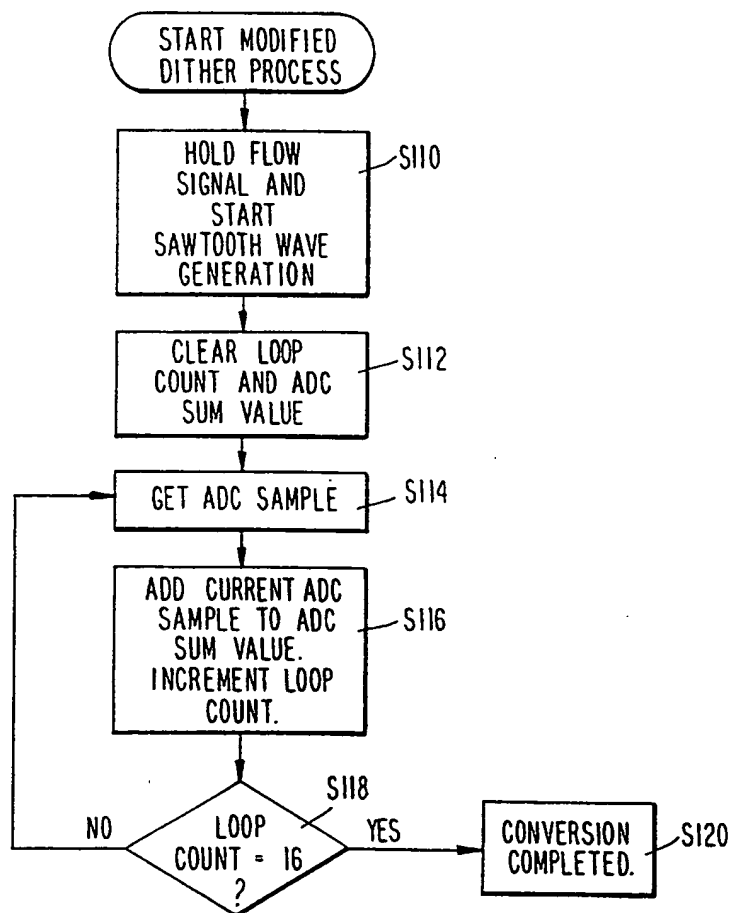 START MODIFIED
DITHER PROCESS
HOLD FLOW
SIGNAL AND
START
SAWTOOTH WAVE
GENERATION
S110
CLEAR LOOP
COUNT AND ADC
SUM VALUE
S112
GET ADC SAMPLE
S114
ADD CURRENT ADC
SAMPLE TO ADC
SUM VALUE.
INCREMENT LOOP
COUNT.
S116
S118
NO
LOOP
COUNT = 16
?
YES
CONVERSION
COMPLETED.
S120